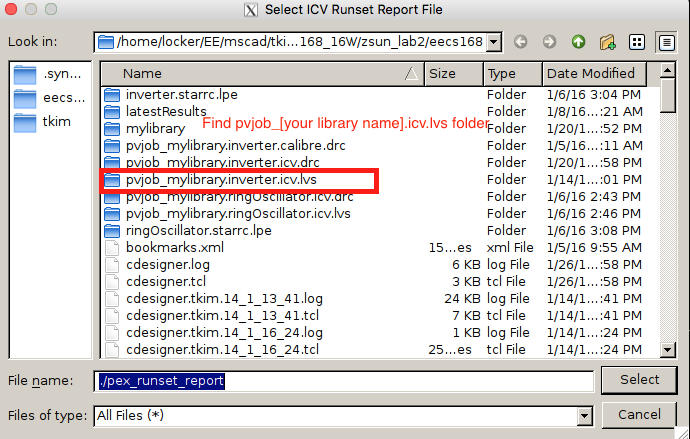 Select ICV Runset Report File
Look in: /home/locker/EE/mscad/tki...168_16W/zsun_lab2/eecs168
.syn...
eecs...
tkim
Name Size Type Date Modified
inverter.starrc.lpe Folder 1/6/16 3:04 PM
latestResults Folder 1/8/16...:21 AM
mylibrary Folder 1/20/1...:52 PM
Find pvjob_[your library name].icv.lvs folder
pvjob_mylibrary.inverter.calibre.drc Folder 1/5/16...:11 AM
pvjob_mylibrary.inverter.icv.drc Folder 1/20/1...:58 PM
pvjob_mylibrary.inverter.icv.lvs Folder 1/14/1...:01 PM
pvjob_mylibrary.ringOscillator.icv.drc Folder 1/6/16 2:43 PM
pvjob_mylibrary.ringOscillator.icv.lvs Folder 1/6/16 2:46 PM
ringOscillator.starrc.lpe Folder 1/6/16 3:08 PM
bookmarks.xml 15...es xml File 1/5/16 9:55 AM
cdesigner.log 6 KB log File 1/26/1...:58 PM
cdesigner.tcl 3 KB tcl File 1/26/1...:58 PM
cdesigner.tkim.14_1_13_41.log 24 KB log File 1/14/1...:41 PM
cdesigner.tkim.14_1_13_41.tcl 7 KB tcl File 1/14/1...:41 PM
cdesigner.tkim.14_1_16_24.log 1 KB log File 1/14/1...:24 PM
cdesigner.tkim.14_1_16_24.tcl 25...es tcl File 1/14/1...:24 PM
File name: ./pex_runset_report Select
Files of type: All Files (*) Cancel